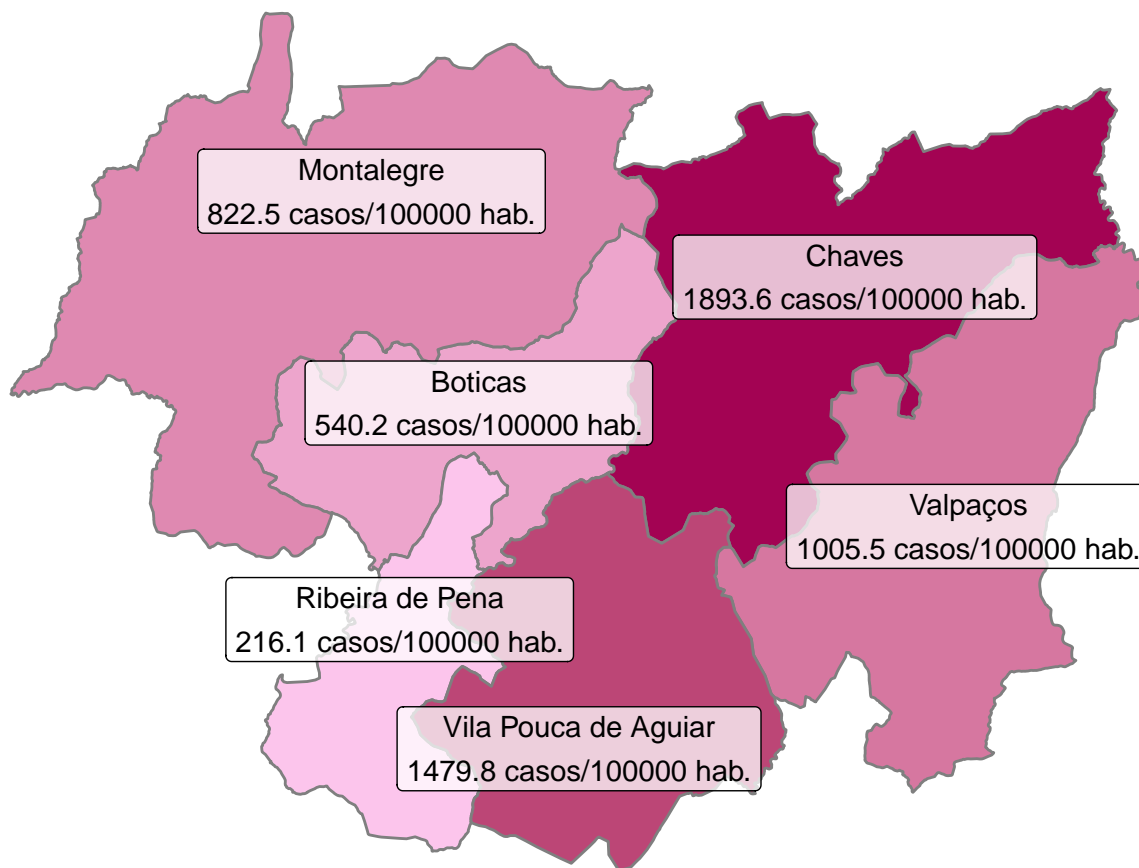 Montalegre
822.5 casos/100000 hab.
Chaves
1893.6 casos/100000 hab.
Boticas
540.2 casos/100000 hab.
Valpaços
1005.5 casos/100000 hab.
Ribeira de Pena
216.1 casos/100000 hab.
Vila Pouca de Aguiar
1479.8 casos/100000 hab.